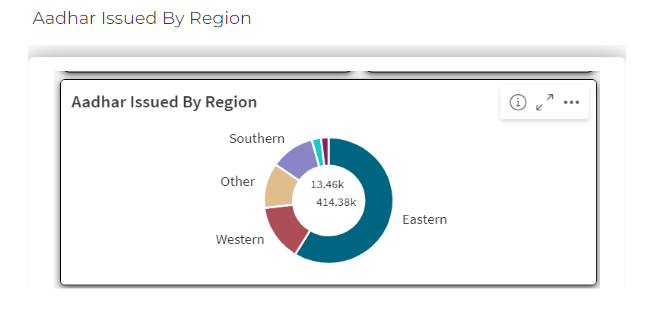 Aadhar Issued By Region
Aadhar Issued By Region
Southern
Other
13.46k
414.38k
Eastern
Western